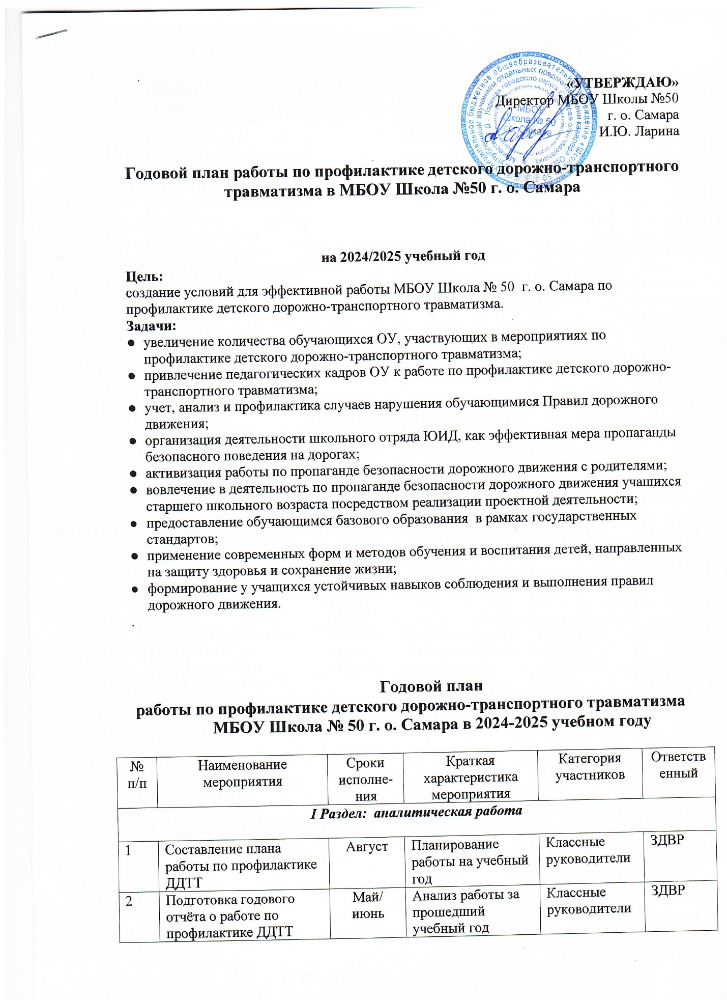 «УТВЕРЖДАЮ»
Директор МБОУ Школы №50
г. о. Самара
И.Ю. Ларина
МБОУ
Школа № 50
г.о. Самара
Годовой план работы по профилактике детского дорожно-транспортного
травматизма в МБОУ Школа №50 г. о. Самара
на 2024/2025 учебный год
Цель:
создание условий для эффективной работы МБОУ Школа № 50 г. о. Самара по
профилактике детского дорожно-транспортного травматизма.
Задачи:
● увеличение количества обучающихся ОУ, участвующих в мероприятиях по
профилактике детского дорожно-транспортного травматизма;
● привлечение педагогических кадров ОУ к работе по профилактике детского дорожно-
транспортного травматизма;
● учет, анализ и профилактика случаев нарушения обучающимися Правил дорожного
движения;
● организация деятельности школьного отряда ЮИД, как эффективная мера пропаганды
безопасного поведения на дорогах;
● активизация работы по пропаганде безопасности дорожного движения с родителями;
● вовлечение в деятельность по пропаганде безопасности дорожного движения учащихся
старшего школьного возраста посредством реализации проектной деятельности;
● предоставление обучающимся базового образования в рамках государственных
стандартов;
● применение современных форм и методов обучения и воспитания детей, направленных
на защиту здоровья и сохранение жизни;
● формирование у учащихся устойчивых навыков соблюдения и выполнения правил
дорожного движения.
.
Годовой план
работы по профилактике детского дорожно-транспортного травматизма
МБОУ Школа № 50 г. о. Самара в 2024-2025 учебном году
№
п/п
Наименование
мероприятия
Сроки
исполне-
ния
Краткая
характеристика
мероприятия
Категория
участников
Ответств
енный
I Раздел: аналитическая работа
1
Составление плана
работы по профилактике
ДДТТ
Август
Планирование
работы на учебный
год
Классные
руководители
ЗДВР
2
Подготовка годового
отчёта о работе по
профилактике ДДТТ
Май/
июнь
Анализ работы за
прошедший
учебный год
Классные
руководители
ЗДВР